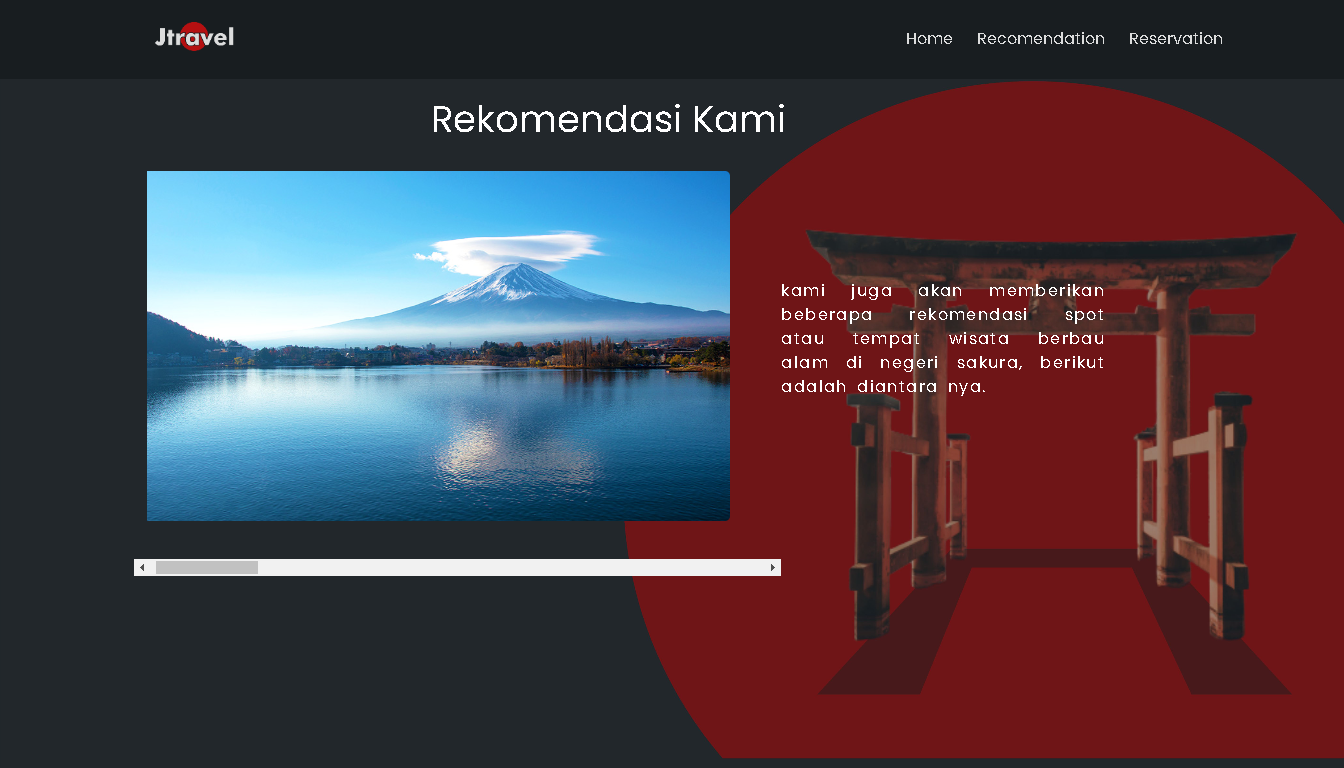 Jtravel
Home Recomendation Reservation
Rekomendasi Kami
kami juga akan memberikan
beberapa rekomendasi spot
atau tempat wisata berbau
alam di negeri sakura, berikut
adalah diantara nya.